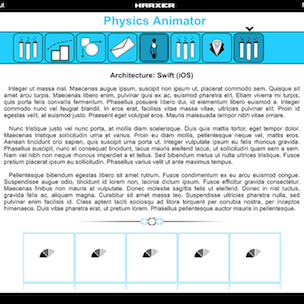 HARXER
Physics Animator
Architecture: Swift (iOS)
Integer ut massa nisl. Maecenas augue ipsum, suscipit non ipsum ut, placerat commodo sem. Quisque sit
amet arcu turpis. Maecenas libero enim, pulvinar quis ex ac, euismod pharetra elit. Etiam viverra mi turpis,
quis porta felis convallis fermentum. Phasellus posuere libero dui, id elementum libero euismod a. Integer
commodo nunc vel feugiat blandit. In eros erat, facilisis vitae massa vitae, ultricies pulvinar elit. Proin id
egestas velit, at euismod justo. Praesent eget volutpat eros. Mauris malesuada tempor nibh vitae ornare.
Nunc tristique justo vel nunc porta, at mollis diam scelerisque. Duis quis mattis tortor, eget tempor dolor.
Maecenas tristique sollicitudin urna et varius. Proin eu diam mollis, pellentesque neque vel, mattis eros.
Aenean tincidunt orci sapien, quis suscipit urna porta ut. Integer vulputate ipsum eu felis rhoncus gravida.
Phasellus suscipit, nunc et consequat tincidunt, lacus mauris eleifend lacus, ut sollicitudin quam sem a sem.
Nam vel nibh non neque rhoncus imperdiet a et tellus. Sed bibendum metus ut nulla ultrices tristique. Fusce
pretium placerat ipsum eu sollicitudin. Phasellus varius velit ut ante maximus tempus.
Pellentesque bibendum egestas libero sit amet rutrum. Fusce condimentum ex eu arcu euismod congue.
Suspendisse augue odio, tincidunt id lorem non, lacinia dictum ipsum. Fusce efficitur gravida consectetur.
Maecenas finibus non mauris at vulputate. Donec molestie sagittis felis ut eleifend. Donec in nisl luctus,
gravida felis ac, aliquam magna. Curabitur sit amet massa leo. Suspendisse ultricies pharetra nulla, sed
pulvinar enim facilisis id. Class aptent taciti sociosqu ad litora torquent per conubia nostra, per inceptos
himenaeos. Duis vitae pharetra erat, ut pretium lorem. Phasellus pellentesque auctor mauris in pellentesque.